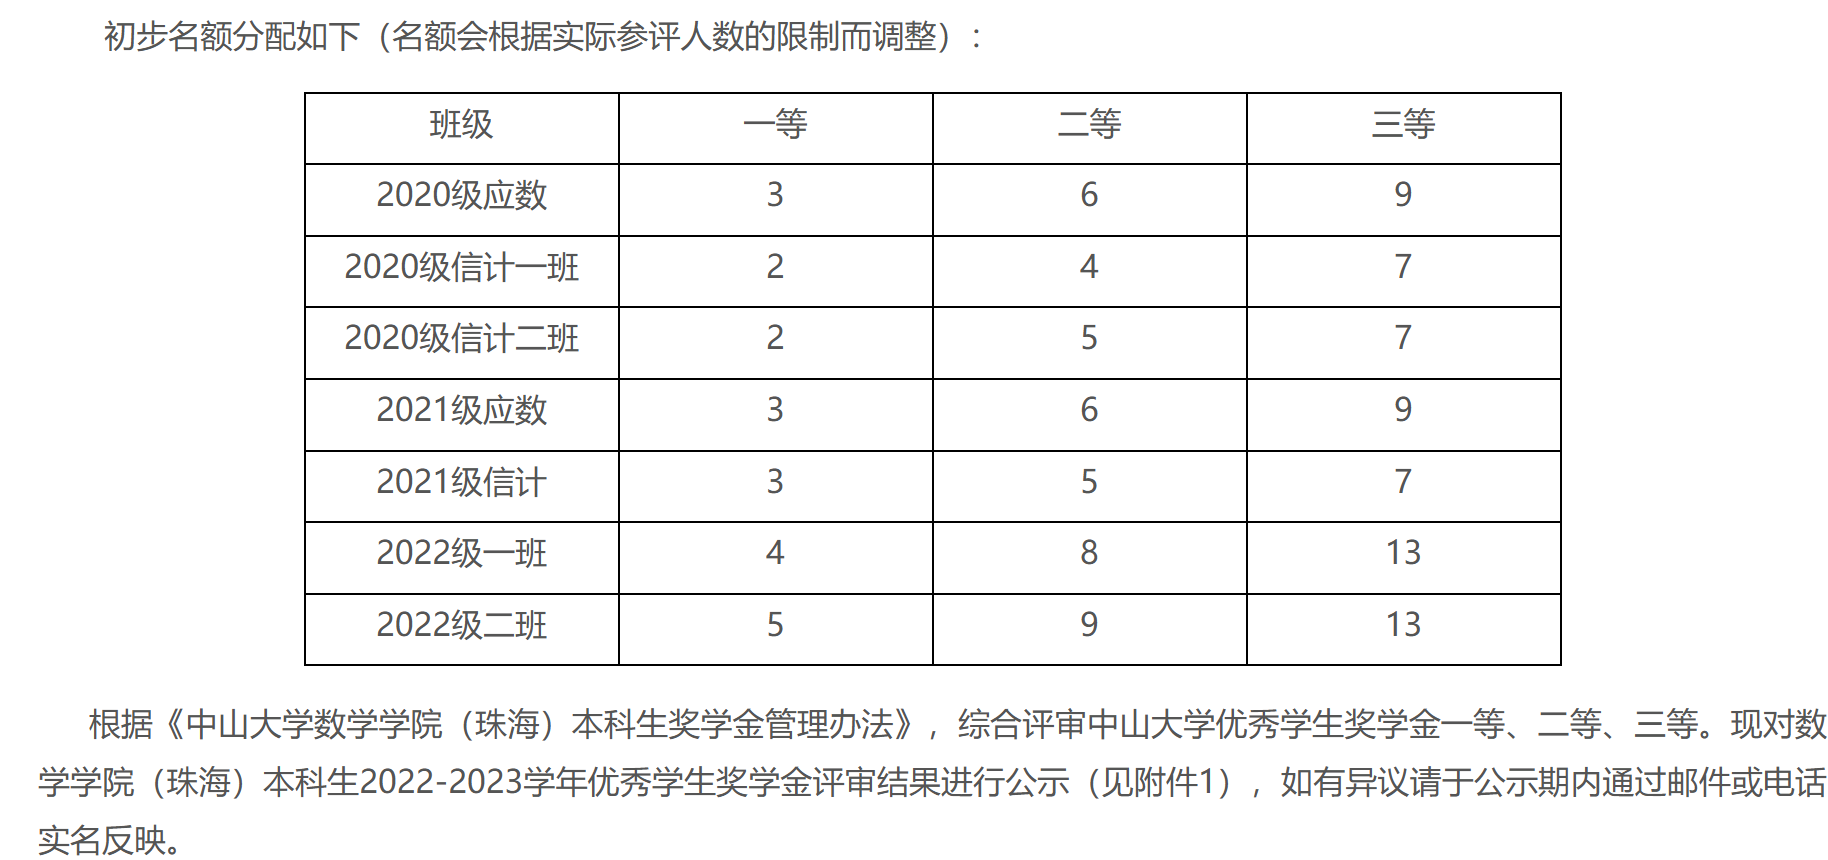 初步名额分配如下（名额会根据实际参评人数的限制而调整）：
班级 一等 二等 三等
2020级应数 3 6 9
2020级信计一班 2 4 7
2020级信计二班 2 5 7
2021级应数 3 6 9
2021级信计 3 5 7
2022级一班 4 8 13
2022级二班 5 9 13
根据《中山大学数学学院（珠海）本科生奖学金管理办法》，综合评审中山大学优秀学生奖学金一等、二等、三等。现对数
学学院（珠海）本科生2022-2023学年优秀学生奖学金评审结果进行公示（见附件1），如有异议请于公示期内通过邮件或电话
实名反映。